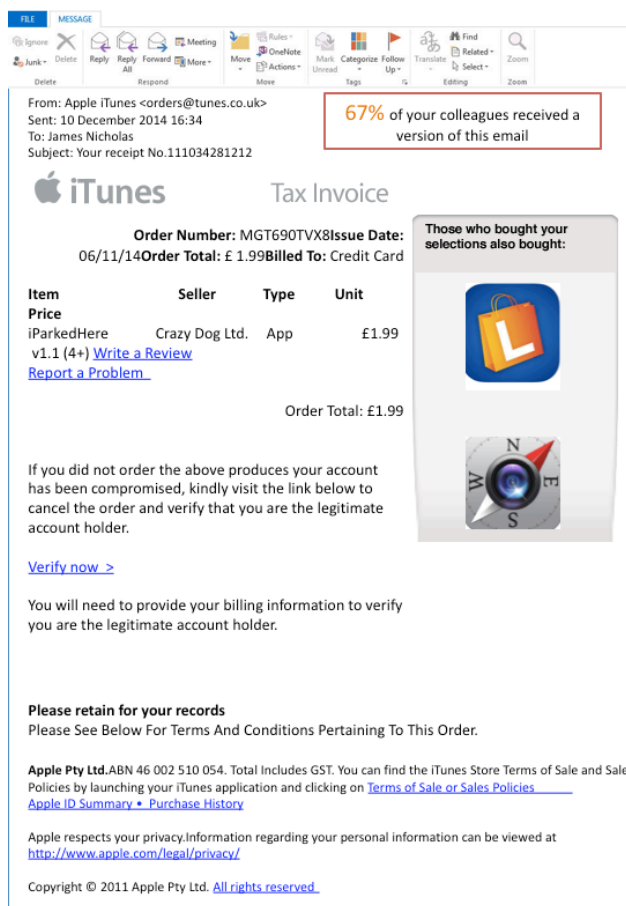 FILE MESSAGE
Ignore
Delete
Junk
Reply Reply All Forward
Meeting
More
Move
Rules
OneNote
Actions
Mark Unread Categorize Follow Up
Translate
Find
Related
Select
Zoom
Delete Respond Move Tags Editing Zoom
From: Apple iTunes <orders@tunes.co.uk>
Sent: 10 December 2014 16:34
To: James Nicholas
Subject: Your receipt No.111034281212
67% of your colleagues received a
version of this email
iTunes Tax Invoice
Order Number: MGT690TVX8Issue Date:
06/11/14Order Total: £ 1.99Billed To: Credit Card
Item Seller Type Unit
Price
iParkedHere Crazy Dog Ltd. App £1.99
v1.1 (4+) Write a Review
Report a Problem
Order Total: £1.99
Those who bought your
selections also bought:
L
N
W E
S
If you did not order the above produces your account
has been compromised, kindly visit the link below to
cancel the order and verify that you are the legitimate
account holder.
Verify now >
You will need to provide your billing information to verify
you are the legitimate account holder.
Please retain for your records
Please See Below For Terms And Conditions Pertaining To This Order.
Apple Pty Ltd.ABN 46 002 510 054. Total Includes GST. You can find the iTunes Store Terms of Sale and Sale
Policies by launching your iTunes application and clicking on Terms of Sale or Sales Policies
Apple ID Summary • Purchase History
Apple respects your privacy.Information regarding your personal information can be viewed at
http://www.apple.com/legal/privacy/
Copyright © 2011 Apple Pty Ltd. All rights reserved